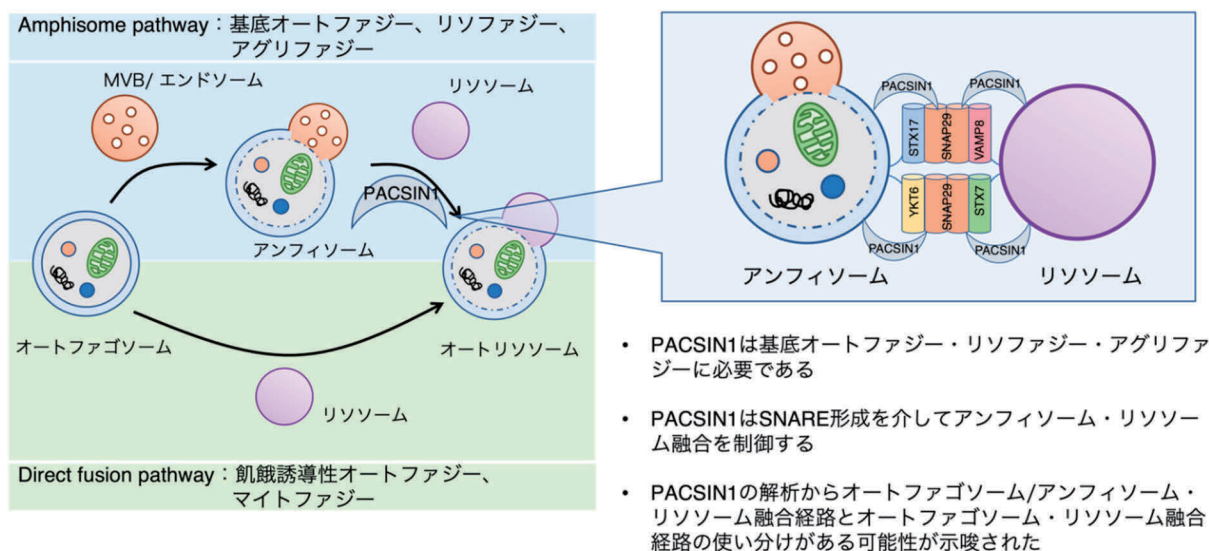 Amphisome pathway：基底オートファジー、リソファジー、
アグリファジー
MVB/ エンドソーム
リソソーム
PACSIN1
アンフィソーム
オートファゴソーム
オートリソソーム
リソソーム
Direct fusion pathway：飢餓誘導性オートファジー、
マイトファジー
PACSIN1
PACSIN1
STX17
SNAP29
VAMP8
YKT6
SNAP29
STX7
PACSIN1
PACSIN1
アンフィソーム
リソソーム
• PACSIN1は基底オートファジー・リソファジー・アグリファ
ジーに必要である
• PACSIN1はSNARE形成を介してアンフィソーム・リソソー
ム融合を制御する
• PACSIN1の解析からオートファゴソーム/アンフィソーム・
リソソーム融合経路とオートファゴソーム・リソソーム融合
経路の使い分けがある可能性が示唆された